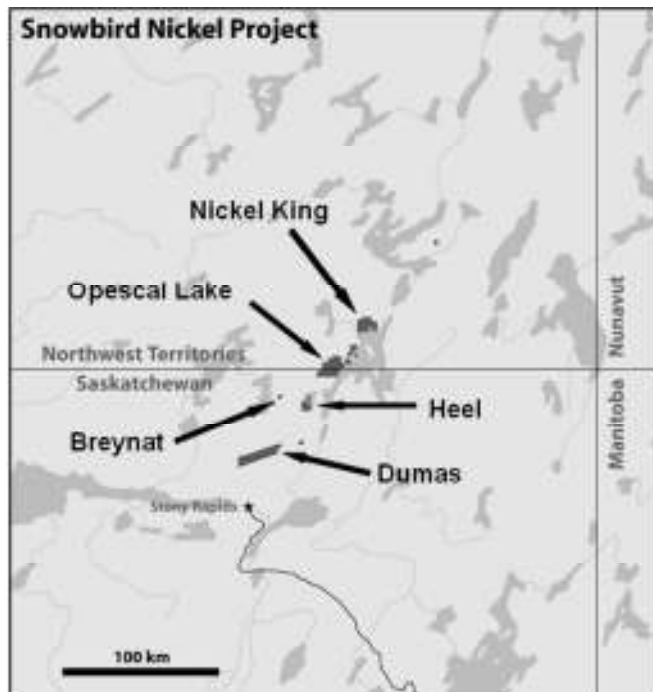 Snowbird Nickel Project
Nickel King
Opescal Lake
Nunavut
Northwest Territories
Saskatchewan
Manitoba
Heel
Breynat
Dumas
Stony Rapids
100 km